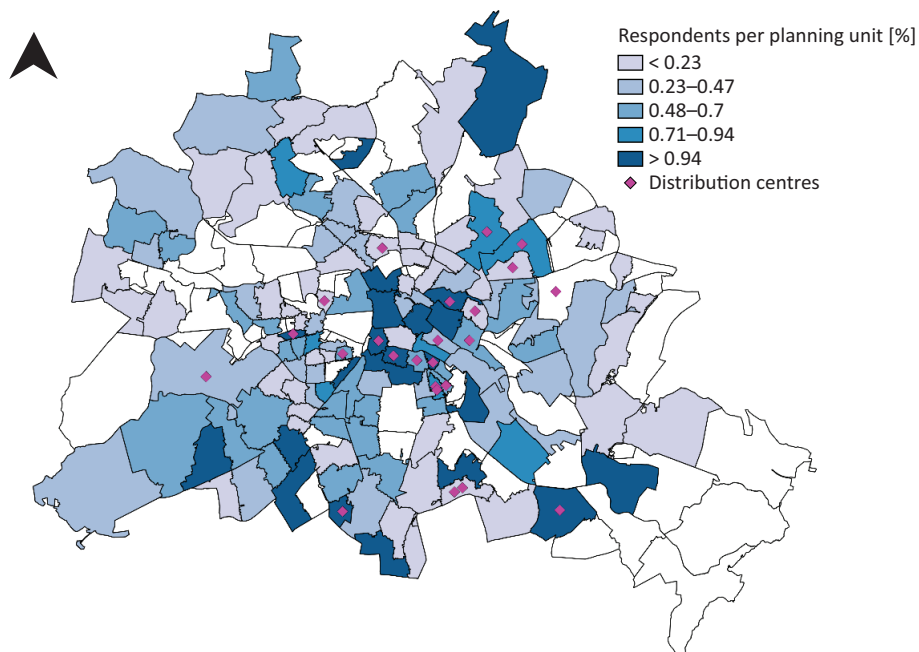 Respondents per planning unit [%]
< 0.23
0.23–0.47
0.48–0.7
0.71–0.94
> 0.94
Distribution centres